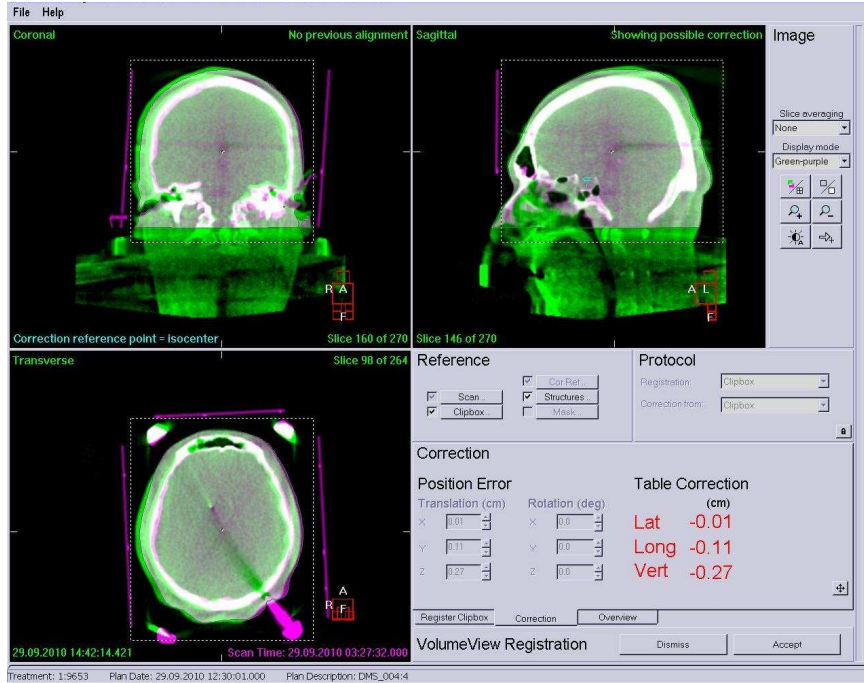 File Help
Coronal No previous alignment
Sagittal Showing possible correction
Image
Slice averaging
None
Display mode
Green-purple
R A
F
A L
F
Correction reference point = isocenter Slice 160 of 270
Slice 146 of 270
Transverse Slice 98 of 264
A
R F
29.09.2010 14:42:14.421 Scan Time: 29.09.2010 03:27:32.000
Reference
Scan... Cor Ref...
Clipbox... Structures...
Mask...
Protocol
Registration: Clipbox
Correction from: Clipbox
Correction
Position Error
Translation (cm) Rotation (deg)
X 0.01 X 0.0
Y 0.11 Y 0.0
Z 0.27 Z 0.0
Table Correction
(cm)
Lat -0.01
Long -0.11
Vert -0.27
Register Clipbox Correction Overview
VolumeView Registration Dismiss Accept
Treatment: 1:9653 Plan Date: 29.09.2010 12:30:01.000 Plan Description: DMS_004:4